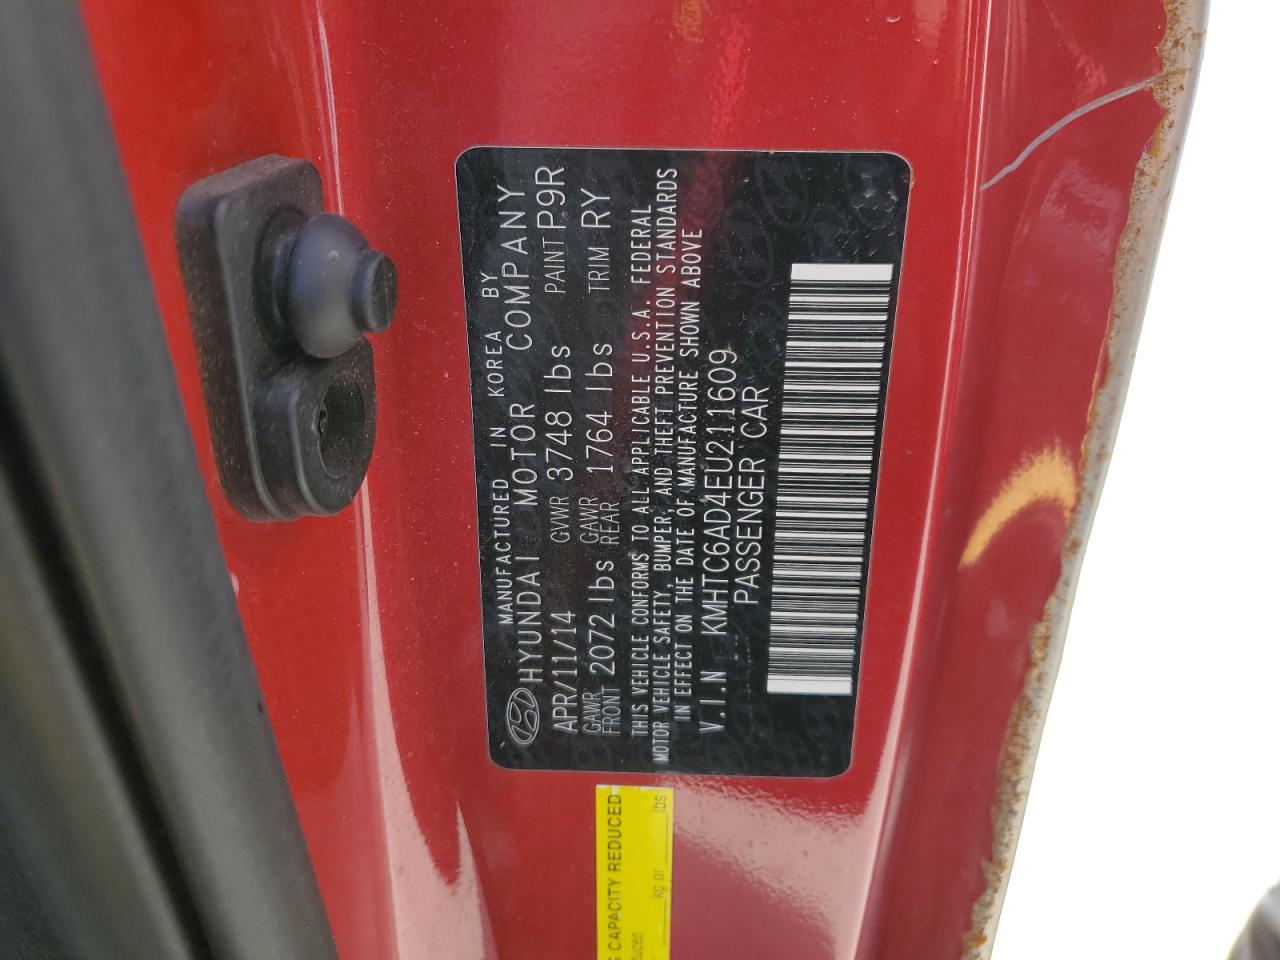 MANUFACTURED IN KOREA BY
HYUNDAI MOTOR COMPANY
APR/11/14 GVWR 3748 lbs PAINT P9R
GAWR FRONT 2072 lbs GAWR REAR 1764 lbs TRIM RY
THIS VEHICLE CONFORMS TO ALL APPLICABLE U.S.A. FEDERAL
MOTOR VEHICLE SAFETY, BUMPER, AND THEFT PREVENTION STANDARDS
IN EFFECT ON THE DATE OF MANUFACTURE SHOWN ABOVE
V.I.N KMHTC6AD4EU211609
PASSENGER CAR
CAPACITY REDUCED
kg or lbs